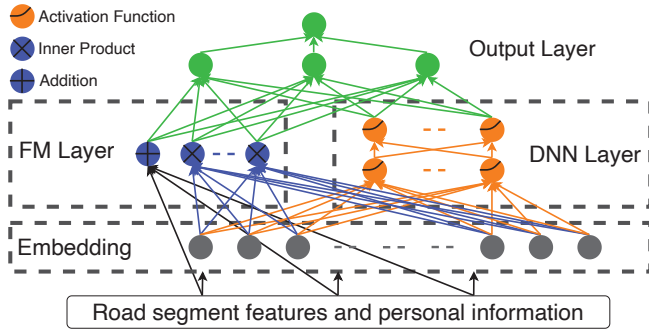 Activation Function
Inner Product
Addition
Output Layer
FM Layer
DNN Layer
Embedding
Road segment features and personal information